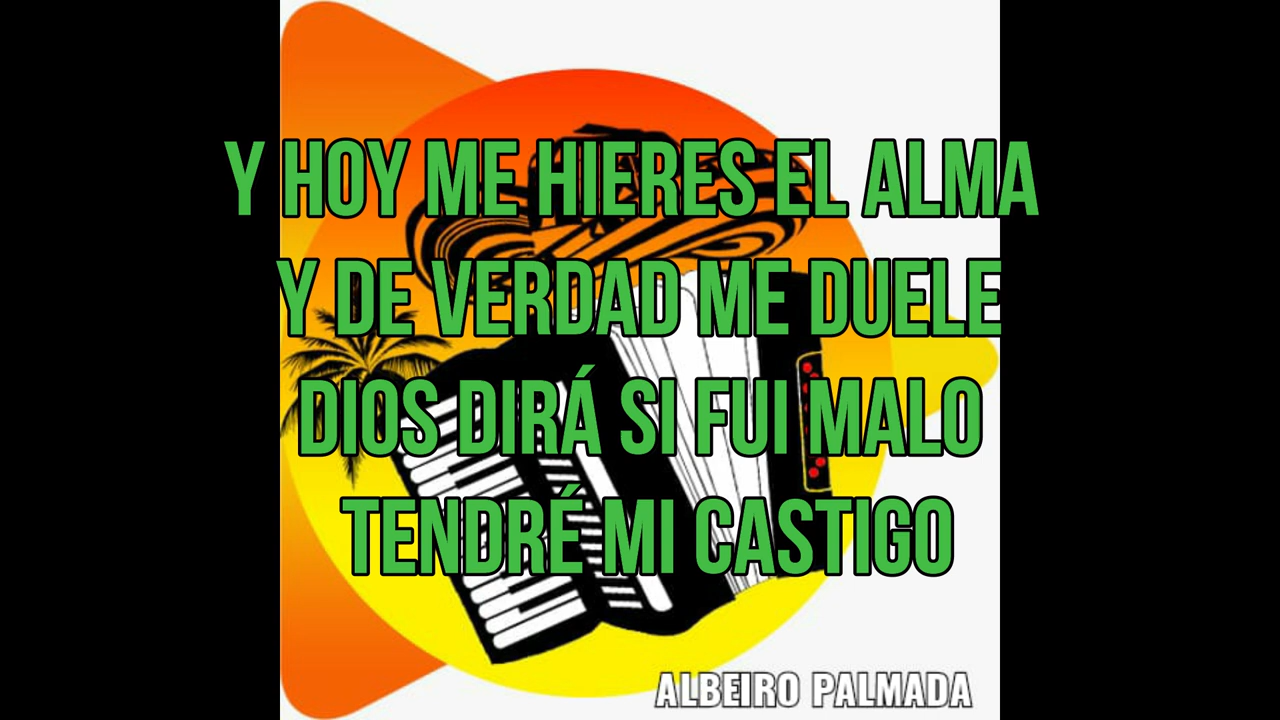 Y HOY ME HIERES EL ALMA
Y DE VERDAD ME DUELE
DIOS DIRÁ SI FUI MALO
TENDRÉ MI CASTIGO
ALBEIRO PALMADA